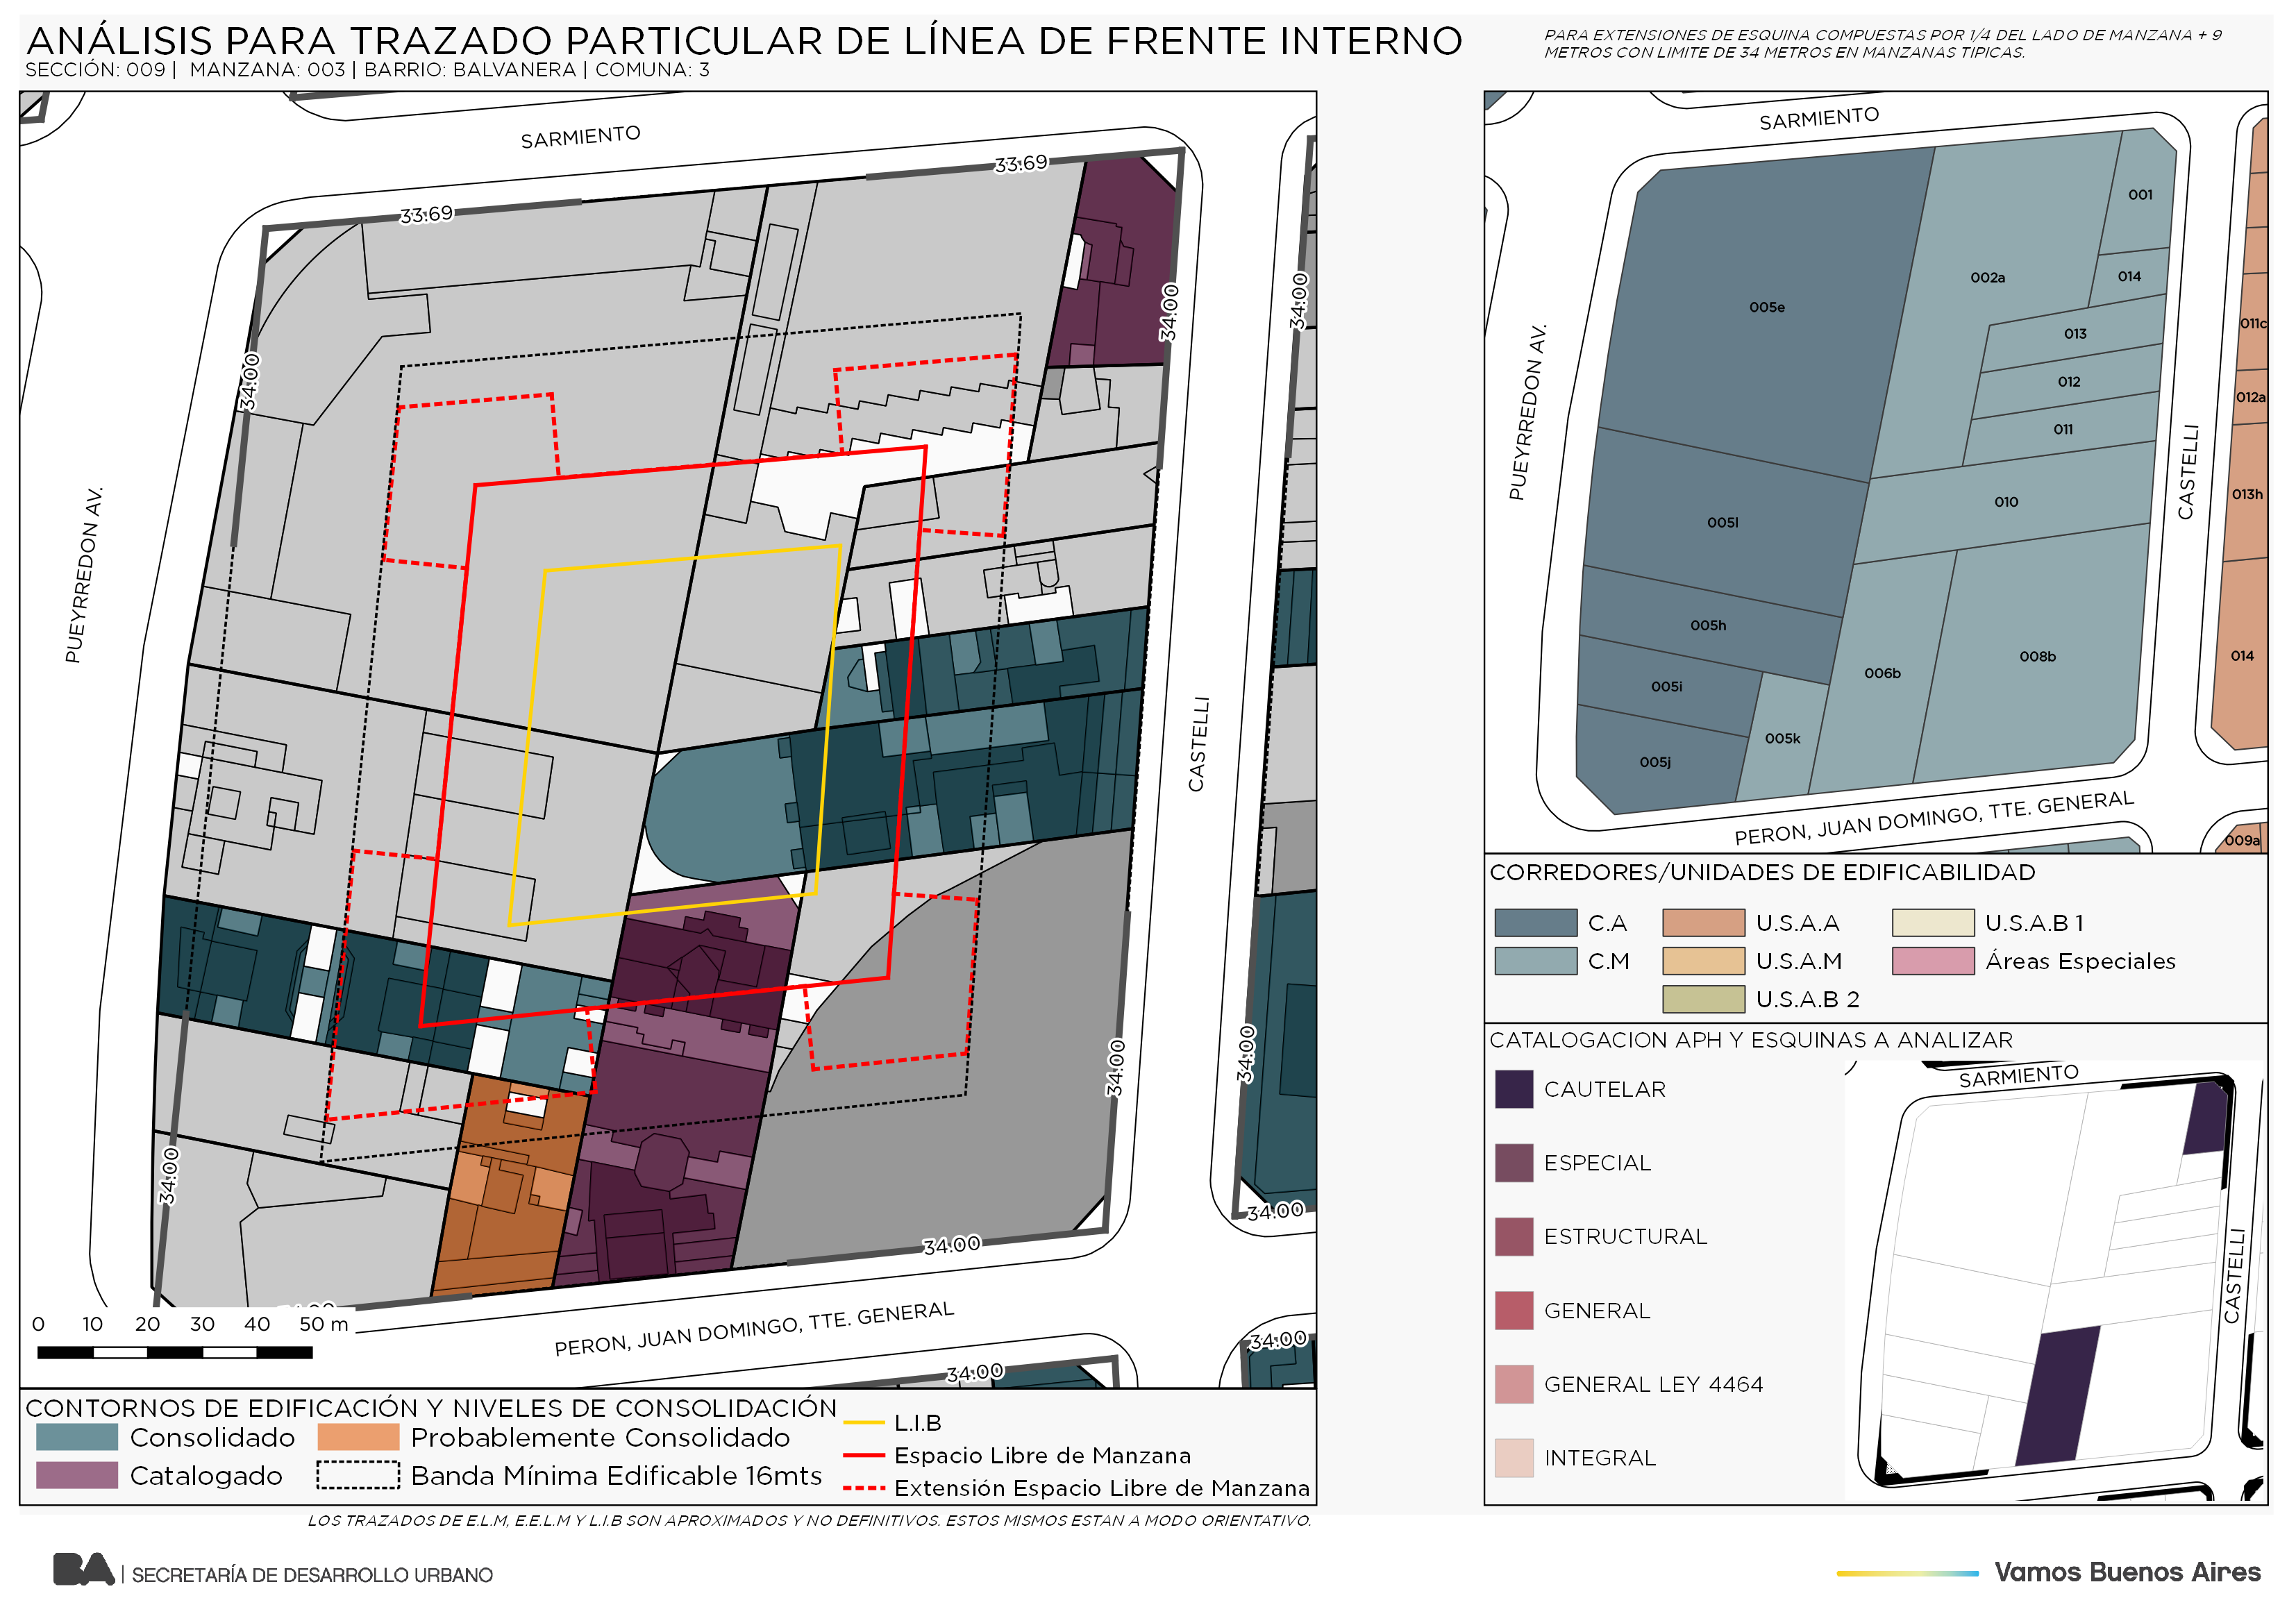 ANÁLISIS PARA TRAZADO PARTICULAR DE LÍNEA DE FRENTE INTERNO
SECCIÓN: 009 | MANZANA: 003 | BARRIO: BALVANERA | COMUNA: 3
PARA EXTENSIONES DE ESQUINA COMPUESTAS POR 1/4 DEL LADO DE MANZANA + 9
METROS CON LIMITE DE 34 METROS EN MANZANAS TIPICAS.
SARMIENTO
33.69
33.69
34.00
34.00
34.00
PUEYRREDON AV.
CASTELLI
34.00
34.00
34.00
34.00
34.00
PERON, JUAN DOMINGO, TTE. GENERAL
34.00
34.00
0 10 20 30 40 50 m
CONTORNOS DE EDIFICACIÓN Y NIVELES DE CONSOLIDACIÓN
Consolidado
Probablemente Consolidado
Catalogado
Banda Mínima Edificable 16mts
L.I.B
Espacio Libre de Manzana
Extensión Espacio Libre de Manzana
LOS TRAZADOS DE E.L.M, E.E.L.M Y L.I.B SON APROXIMADOS Y NO DEFINITIVOS. ESTOS MISMOS ESTAN A MODO ORIENTATIVO.
SARMIENTO
PUEYRREDON AV.
CASTELLI
PERON, JUAN DOMINGO, TTE. GENERAL
001
002a
014
005e
013
012
011
010
005l
005h
005i
005j
005k
006b
008b
011c
012a
013h
014
009a
CORREDORES/UNIDADES DE EDIFICABILIDAD
C.A
U.S.A.A
U.S.A.B 1
C.M
U.S.A.M
Áreas Especiales
U.S.A.B 2
CATALOGACION APH Y ESQUINAS A ANALIZAR
CAUTELAR
ESPECIAL
ESTRUCTURAL
GENERAL
GENERAL LEY 4464
INTEGRAL
SARMIENTO
CASTELLI
BA | SECRETARÍA DE DESARROLLO URBANO
Vamos Buenos Aires